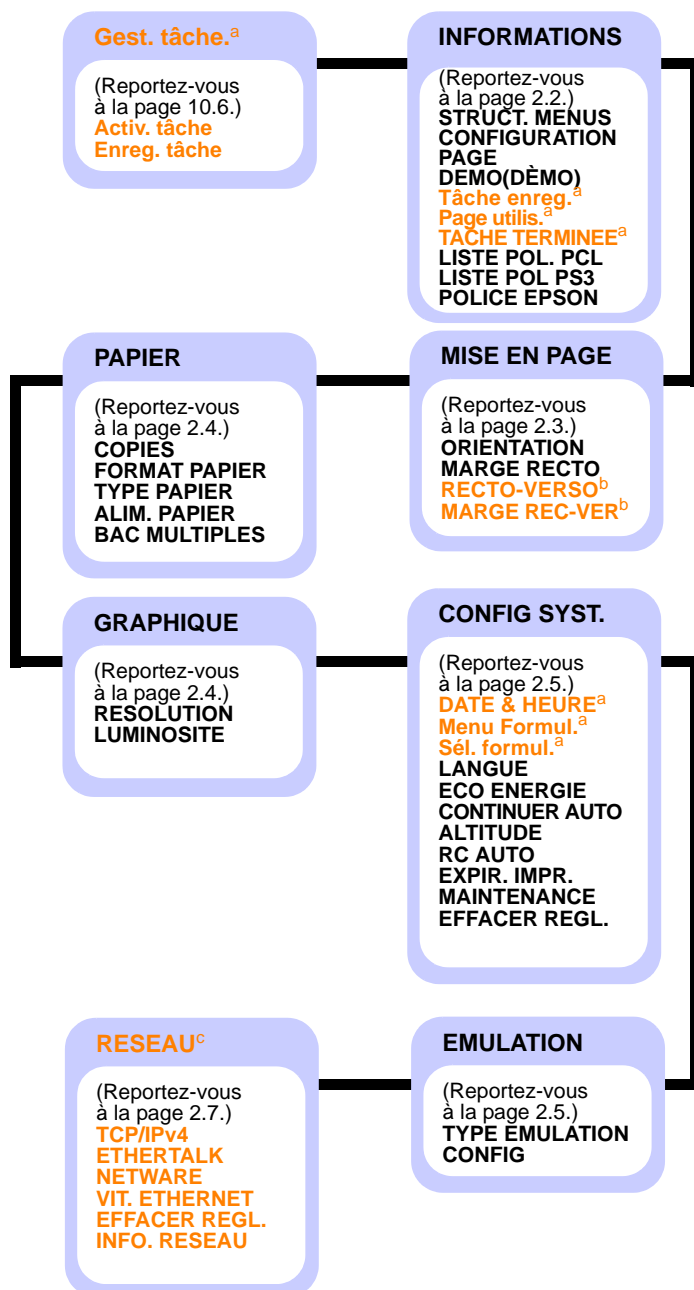 Gest. tâche.a
(Reportez-vous
à la page 10.6.)
Activ. tâche
Enreg. tâche
INFORMATIONS
(Reportez-vous
à la page 2.2.)
STRUCT. MENUS
CONFIGURATION
PAGE
DEMO(DÈMO)
Tâche enreg.a
Page utilis.a
TACHE TERMINEEa
LISTE POL. PCL
LISTE POL PS3
POLICE EPSON
PAPIER
(Reportez-vous
à la page 2.4.)
COPIES
FORMAT PAPIER
TYPE PAPIER
ALIM. PAPIER
BAC MULTIPLES
MISE EN PAGE
(Reportez-vous
à la page 2.3.)
ORIENTATION
MARGE RECTO
RECTO-VERSOb
MARGE REC-VERb
GRAPHIQUE
(Reportez-vous
à la page 2.4.)
RESOLUTION
LUMINOSITE
CONFIG SYST.
(Reportez-vous
à la page 2.5.)
DATE & HEUREa
Menu Formul.a
Sél. formul.a
LANGUE
ECO ENERGIE
CONTINUER AUTO
ALTITUDE
RC AUTO
EXPIR. IMPR.
MAINTENANCE
EFFACER REGL.
RESEAUc
(Reportez-vous
à la page 2.7.)
TCP/IPv4
ETHERTALK
NETWARE
VIT. ETHERNET
EFFACER REGL.
INFO. RESEAU
EMULATION
(Reportez-vous
à la page 2.5.)
TYPE EMULATION
CONFIG